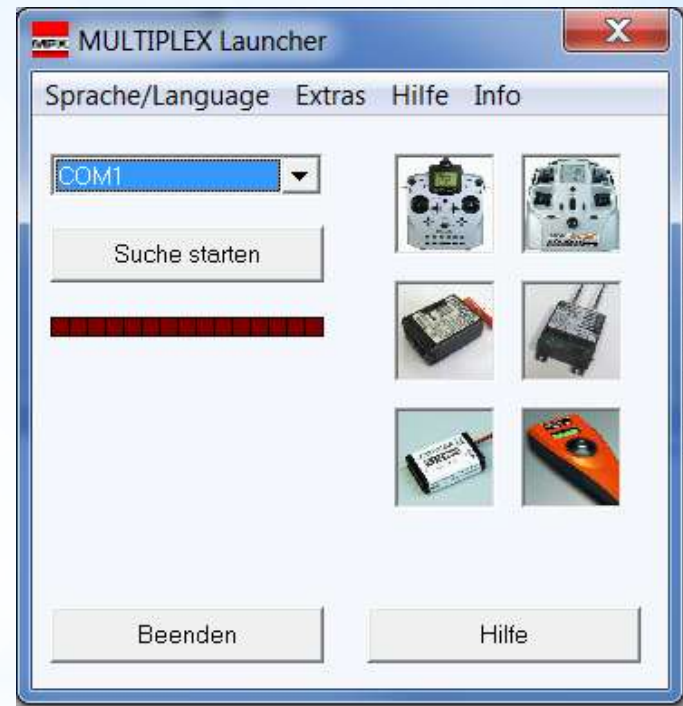 MPX MULTIPLEX Launcher
Sprache/Language Extras Hilfe Info
COM1
Suche starten
Beenden
Hilfe